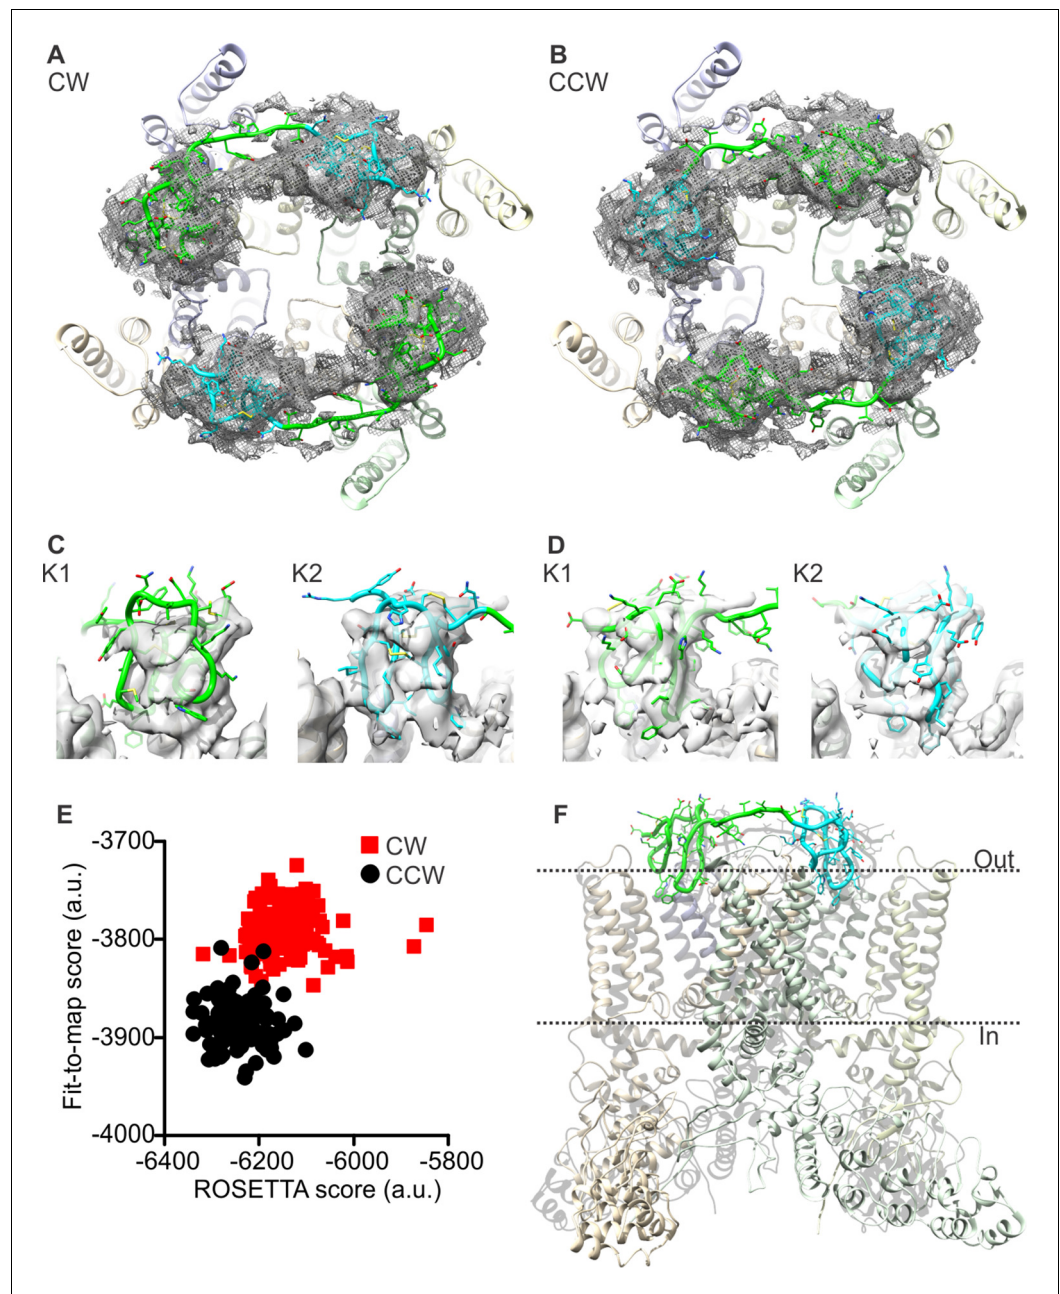 A
CW
B
CCW
C
K1
K2
D
K1
K2
E
-3700
-3800
-3900
-4000
Fit-to-map score (a.u.)
CW
CCW
-6400 -6200 -6000 -5800
ROSETTA score (a.u.)
F
Out
In